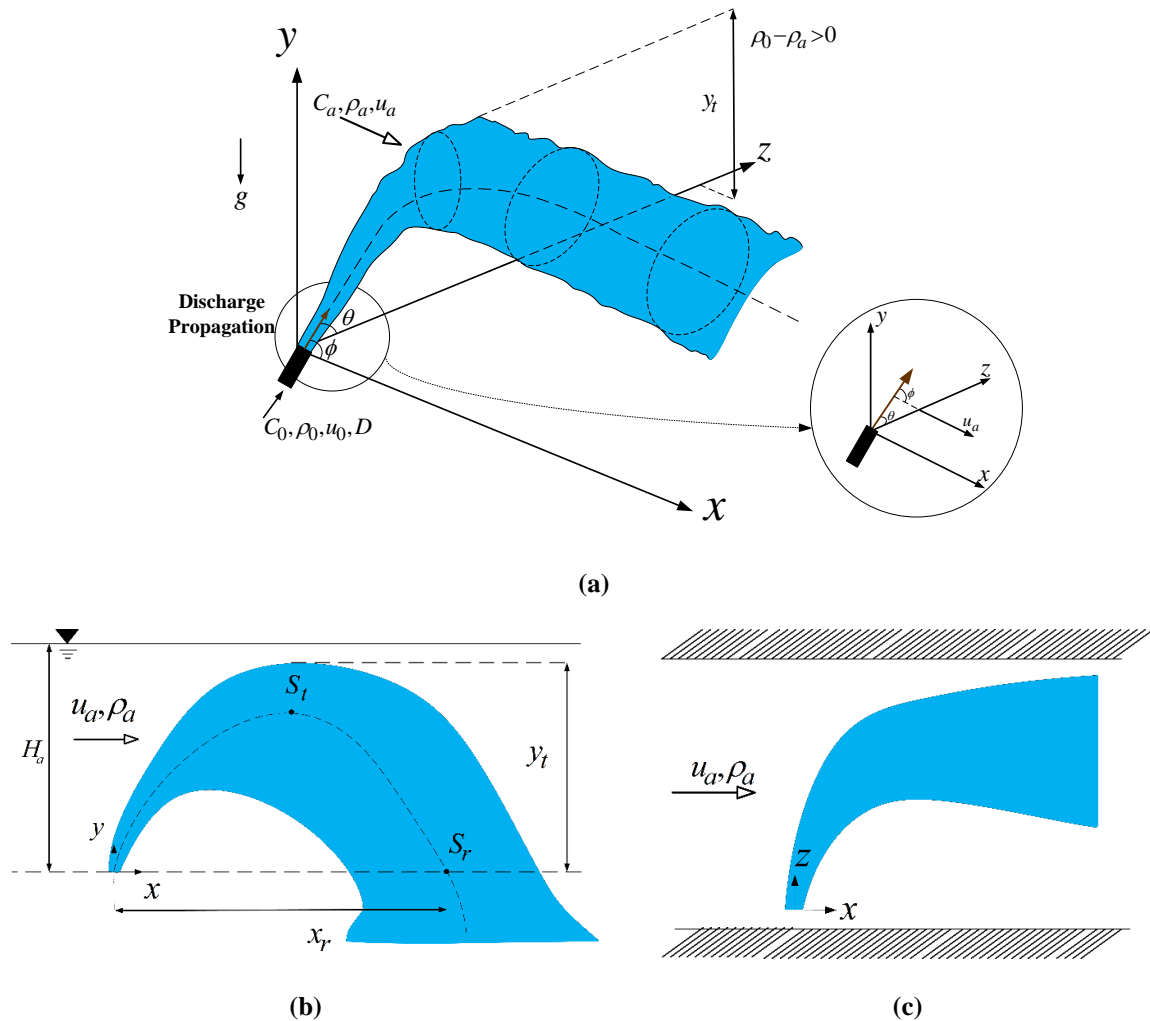 y
ρ₀−ρₐ>0
Cₐ,ρₐ,uₐ
yₜ
z
g
Discharge
Propagation
θ
ϕ
C₀,ρ₀,u₀,D
x
y
z
ϕ
θ
uₐ
x
(a)
Sₜ
uₐ,ρₐ
Hₐ
yₜ
y
Sᵣ
x
xᵣ
(b)
uₐ,ρₐ
z
x
(c)